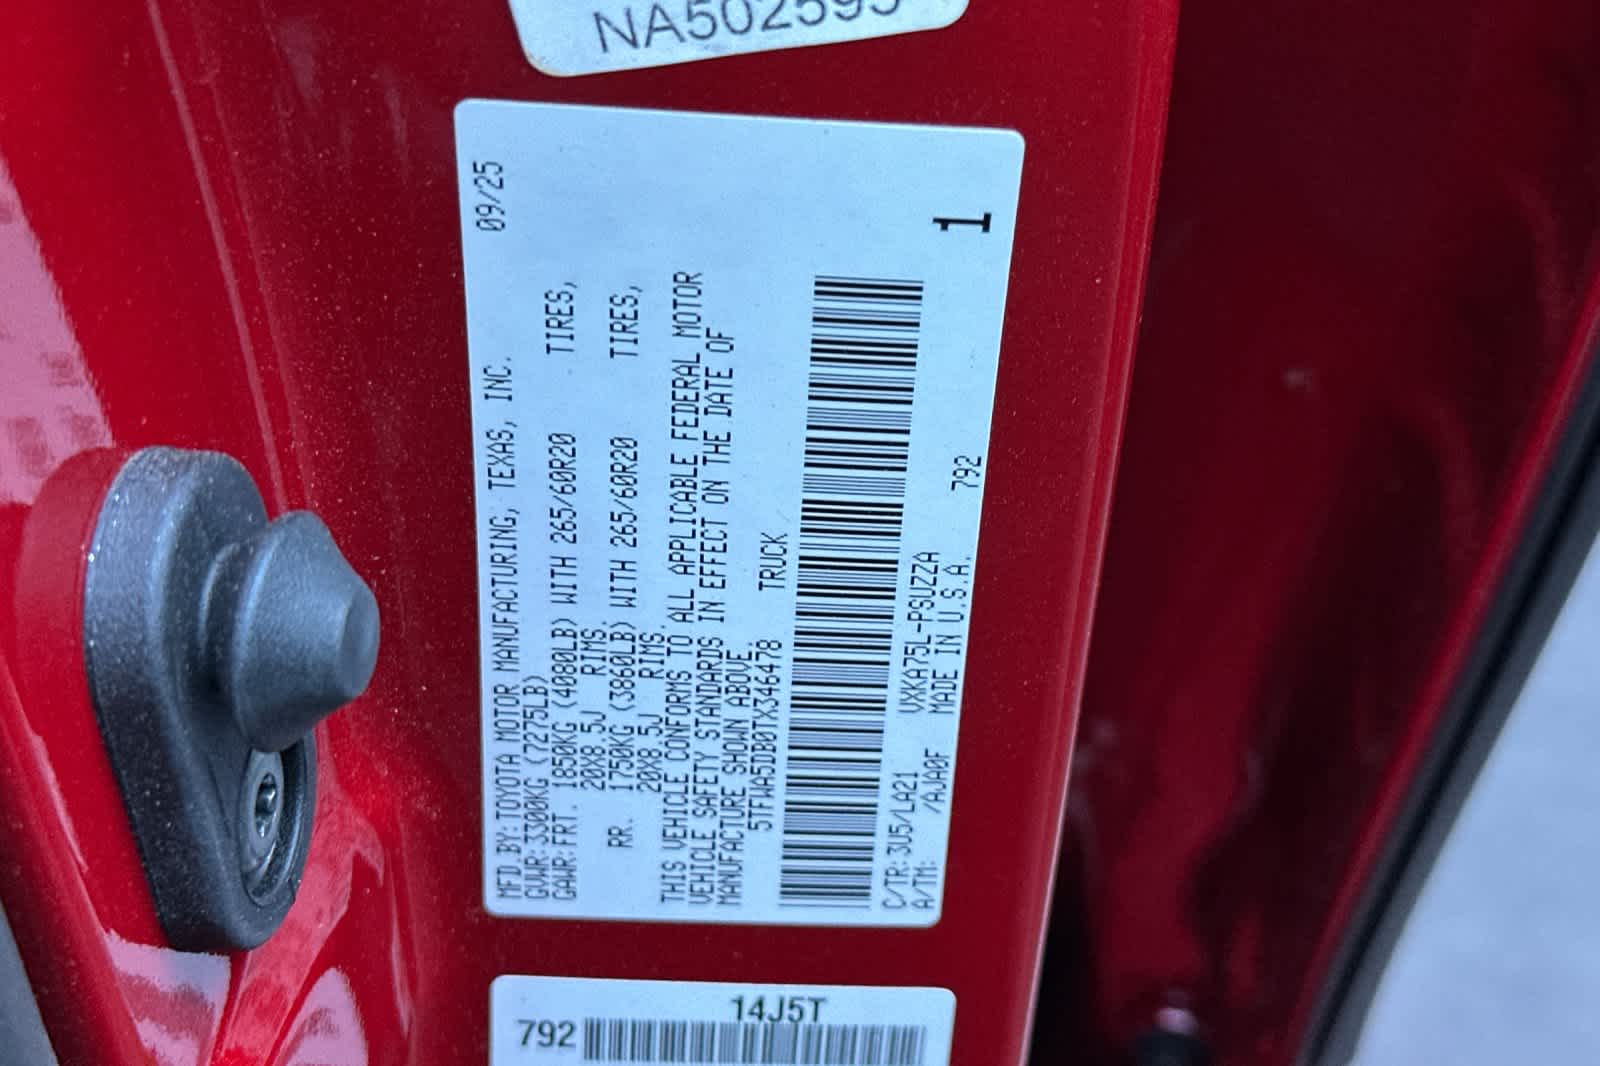 NA502595
09/25
MFD.BY:TOYOTA MOTOR MANUFACTURING, TEXAS, INC.
GVWR:3300KG (7275LB)
GAWR:FRT. 1850KG (4080LB) WITH 265/60R20 TIRES,
20X8.5J RIMS.
RR. 1750KG (3860LB) WITH 265/60R20 TIRES,
20X8.5J RIMS.
THIS VEHICLE CONFORMS TO ALL APPLICABLE FEDERAL MOTOR
VEHICLE SAFETY STANDARDS IN EFFECT ON THE DATE OF
MANUFACTURE SHOWN ABOVE.
5TFWA5DB0TX346478 TRUCK
C/TR:3U5/LA21 VXKA75L-PSUZZA
A/TM: /AJA0F MADE IN U.S.A. 792
1
14J5T
792